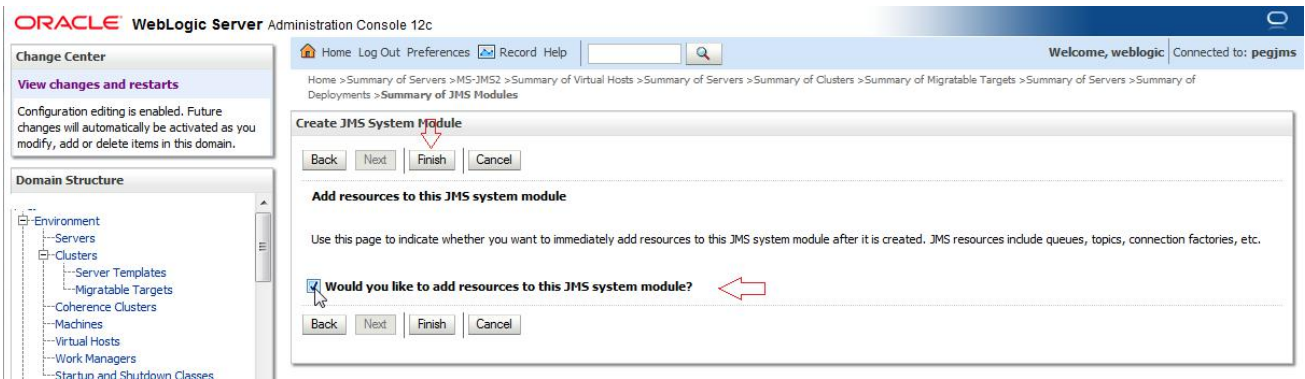 ORACLE WebLogic Server Administration Console 12c
Change Center
View changes and restarts
Configuration editing is enabled. Future
changes will automatically be activated as you
modify, add or delete items in this domain.
Domain Structure
Environment
Servers
Clusters
Server Templates
Migratable Targets
Coherence Clusters
Machines
Virtual Hosts
Work Managers
Startup and Shutdown Classes
Home Log Out Preferences Record Help
Welcome, weblogic Connected to: pegjms
Home >Summary of Servers >MS-JMS2 >Summary of Virtual Hosts >Summary of Servers >Summary of Clusters >Summary of Migratable Targets >Summary of Servers >Summary of
Deployments >Summary of JMS Modules
Create JMS System Module
Back Next Finish Cancel
Add resources to this JMS system module
Use this page to indicate whether you want to immediately add resources to this JMS system module after it is created. JMS resources include queues, topics, connection factories, etc.
Would you like to add resources to this JMS system module?
Back Next Finish Cancel